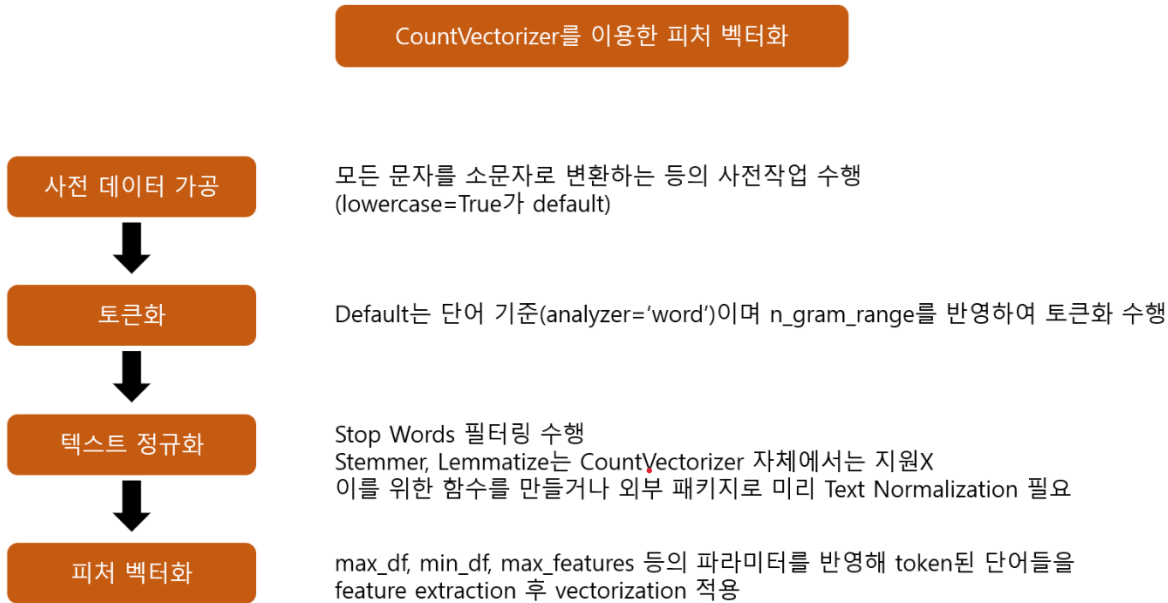 CountVectorizer를 이용한 피처 벡터화
사전 데이터 가공
모든 문자를 소문자로 변환하는 등의 사전작업 수행
(lowercase=True가 default)
토큰화
Default는 단어 기준(analyzer=‘word’)이며 n_gram_range를 반영하여 토큰화 수행
텍스트 정규화
Stop Words 필터링 수행
Stemmer, Lemmatize는 CountVectorizer 자체에서는 지원X
이를 위한 함수를 만들거나 외부 패키지로 미리 Text Normalization 필요
피처 벡터화
max_df, min_df, max_features 등의 파라미터를 반영해 token된 단어들을
feature extraction 후 vectorization 적용